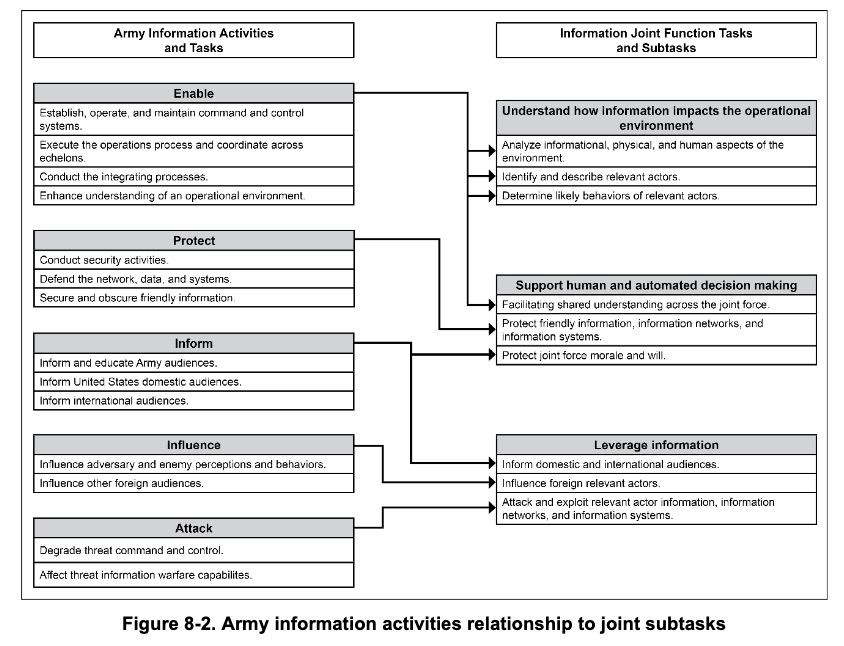 Army Information Activities
and Tasks
Information Joint Function Tasks
and Subtasks
Enable
Establish, operate, and maintain command and control
systems.
Execute the operations process and coordinate across
echelons.
Conduct the integrating processes.
Enhance understanding of an operational environment.
Protect
Conduct security activities.
Defend the network, data, and systems.
Secure and obscure friendly information.
Inform
Inform and educate Army audiences.
Inform United States domestic audiences.
Inform international audiences.
Influence
Influence adversary and enemy perceptions and behaviors.
Influence other foreign audiences.
Attack
Degrade threat command and control.
Affect threat information warfare capabilites.
Understand how information impacts the operational
environment
Analyze informational, physical, and human aspects of the
environment.
Identify and describe relevant actors.
Determine likely behaviors of relevant actors.
Support human and automated decision making
Facilitating shared understanding across the joint force.
Protect friendly information, information networks, and
information systems.
Protect joint force morale and will.
Leverage information
Inform domestic and international audiences.
Influence foreign relevant actors.
Attack and exploit relevant actor information, information
networks, and information systems.
Figure 8-2. Army information activities relationship to joint subtasks